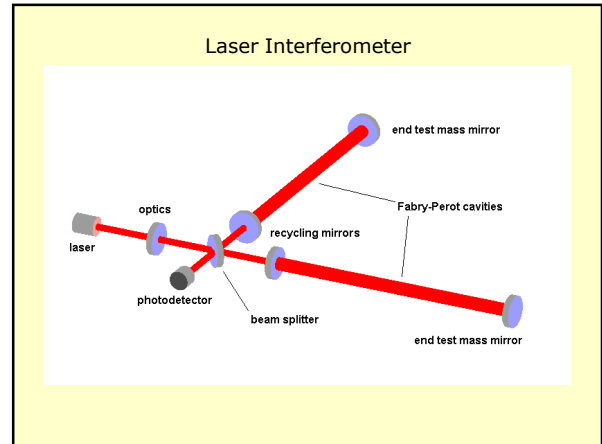 Laser Interferometer
end test mass mirror
optics
Fabry-Perot cavities
recycling mirrors
laser
photodetector
beam splitter
end test mass mirror